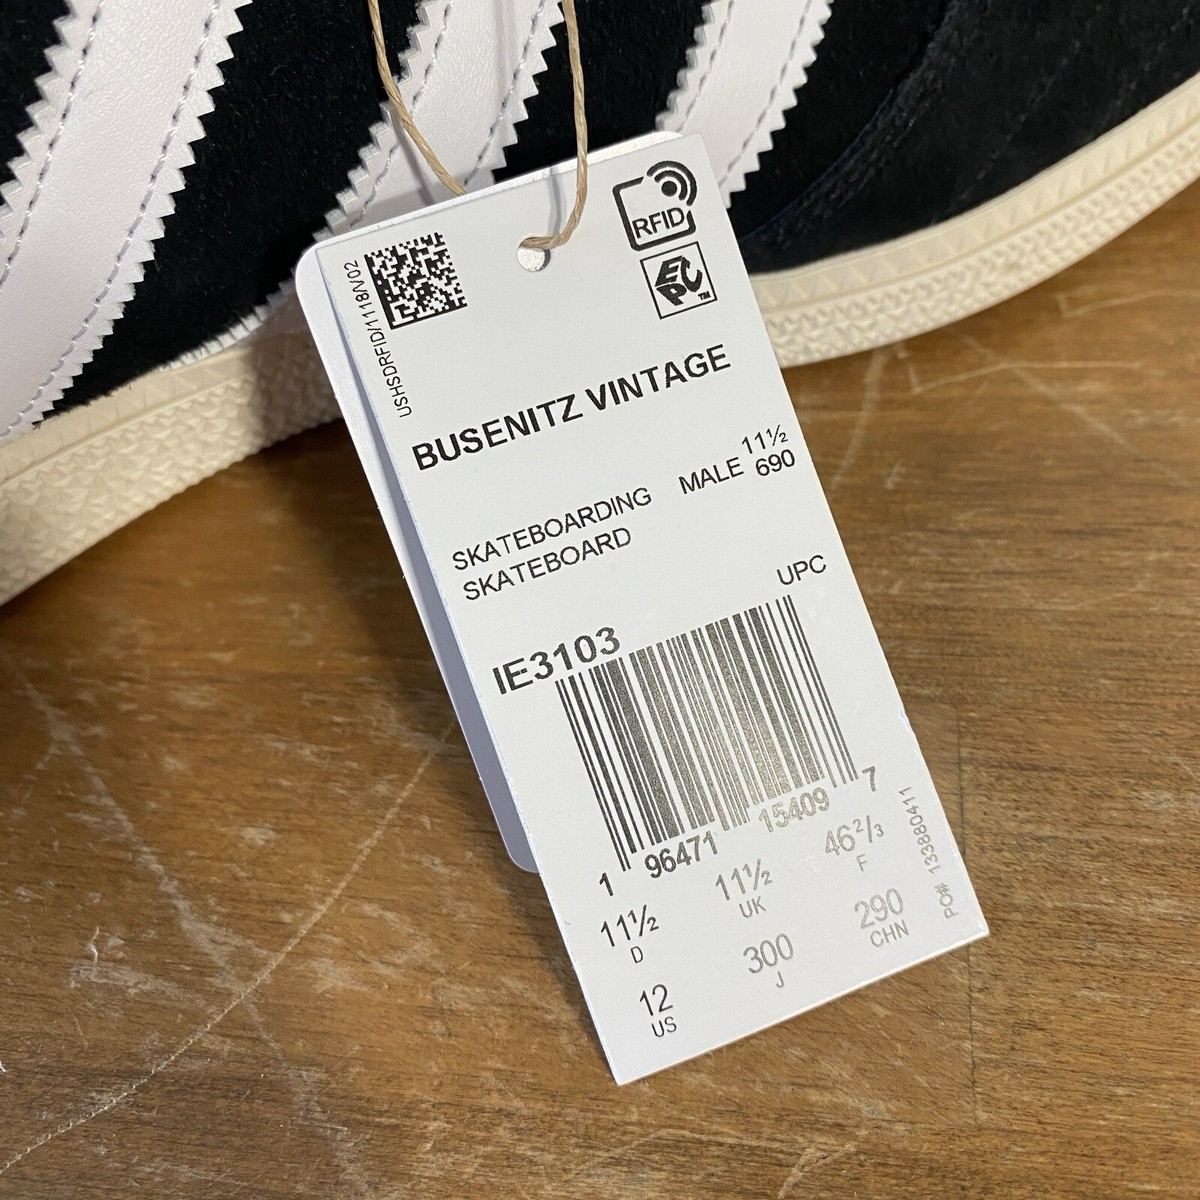 RFID
EPC™
USHSDRFID/1118/V02
BUSENITZ VINTAGE
SKATEBOARDING MALE 11½
SKATEBOARD 690
UPC
IE3103
1 96471 15409 7
11½ 11½ 46⅔
D UK F
12 300 290
US J CHN
PO#: 133880411